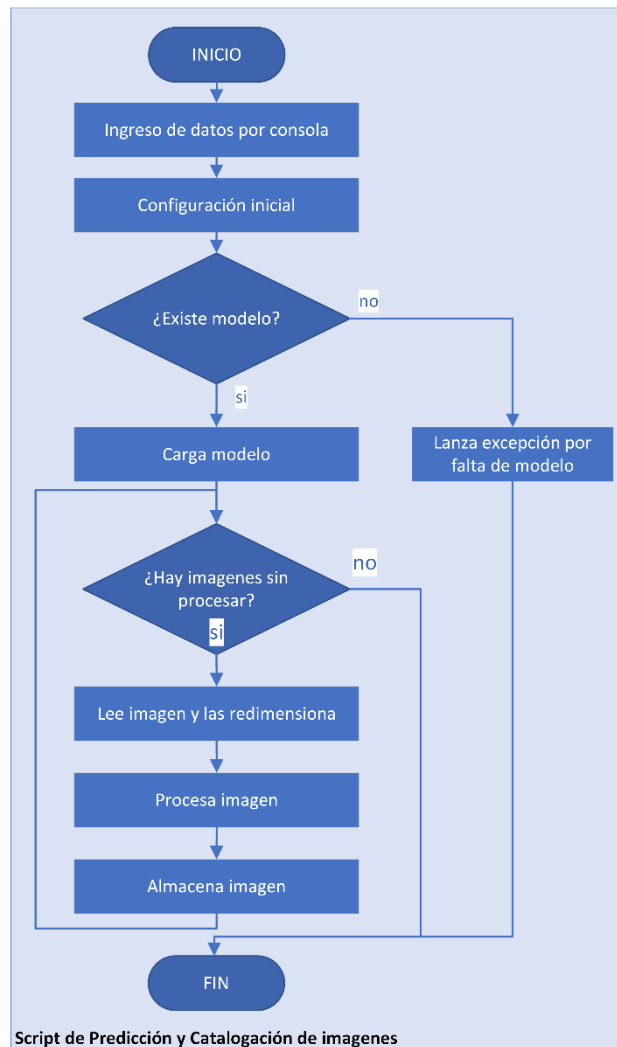 INICIO
Ingreso de datos por consola
Configuración inicial
¿Existe modelo?
no
si
Carga modelo
Lanza excepción por
falta de modelo
¿Hay imagenes sin
procesar?
no
si
Lee imagen y las redimensiona
Procesa imagen
Almacena imagen
FIN
Script de Predicción y Catalogación de imagenes